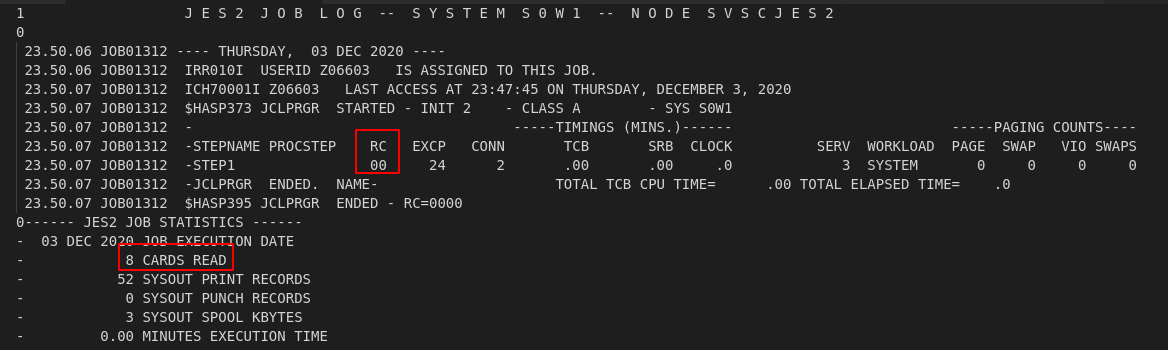 1                   J E S 2  J O B  L O G  --  S Y S T E M  S 0 W 1  --  N O D E  S V S C J E S 2
0
 23.50.06 JOB01312 ---- THURSDAY,  03 DEC 2020 ----
 23.50.06 JOB01312  IRR010I  USERID Z06603   IS ASSIGNED TO THIS JOB.
 23.50.07 JOB01312  ICH70001I Z06603   LAST ACCESS AT 23:47:45 ON THURSDAY, DECEMBER 3, 2020
 23.50.07 JOB01312  $HASP373 JCLPRGR  STARTED - INIT 2    - CLASS A        - SYS S0W1
 23.50.07 JOB01312  -                                      -----TIMINGS (MINS.)------                          -----PAGING COUNTS----
 23.50.07 JOB01312  -STEPNAME PROCSTEP    RC   EXCP   CONN       TCB       SRB  CLOCK          SERV  WORKLOAD  PAGE  SWAP   VIO SWAPS
 23.50.07 JOB01312  -STEP1                00     24      2       .00       .00     .0             3  SYSTEM       0     0     0     0
 23.50.07 JOB01312  -JCLPRGR  ENDED.  NAME-                     TOTAL TCB CPU TIME=      .00 TOTAL ELAPSED TIME=    .0
 23.50.07 JOB01312  $HASP395 JCLPRGR  ENDED - RC=0000
0------ JES2 JOB STATISTICS ------
-  03 DEC 2020 JOB EXECUTION DATE
-            8 CARDS READ
-           52 SYSOUT PRINT RECORDS
-            0 SYSOUT PUNCH RECORDS
-            3 SYSOUT SPOOL KBYTES
-         0.00 MINUTES EXECUTION TIME